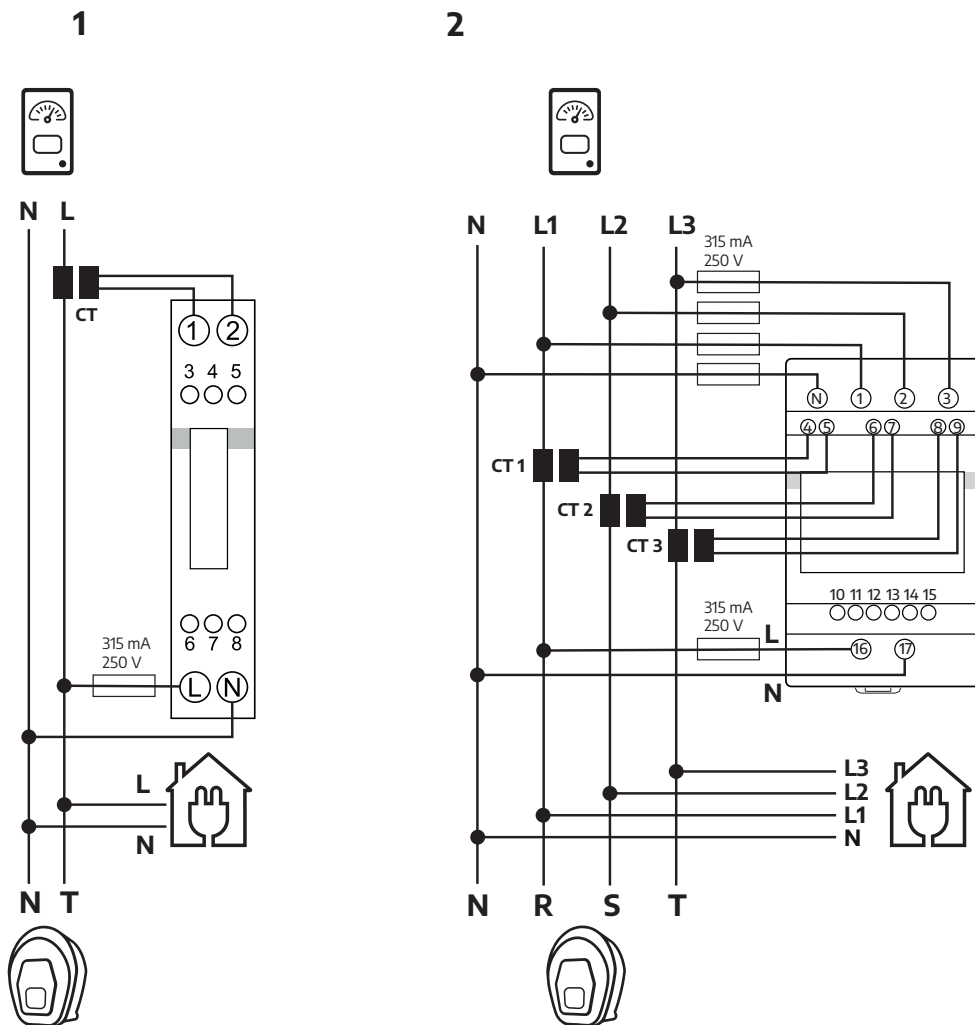 1 2
N L
CT
1 2
3 4 5
6 7 8
315 mA
250 V
L N
L
N
N T
N L1 L2 L3
315 mA
250 V
N 1 2 3
4 5 6 7 8 9
CT 1
CT 2
CT 3
10 11 12 13 14 15
315 mA
250 V
L
16 17
N
L3
L2
L1
N
N R S T